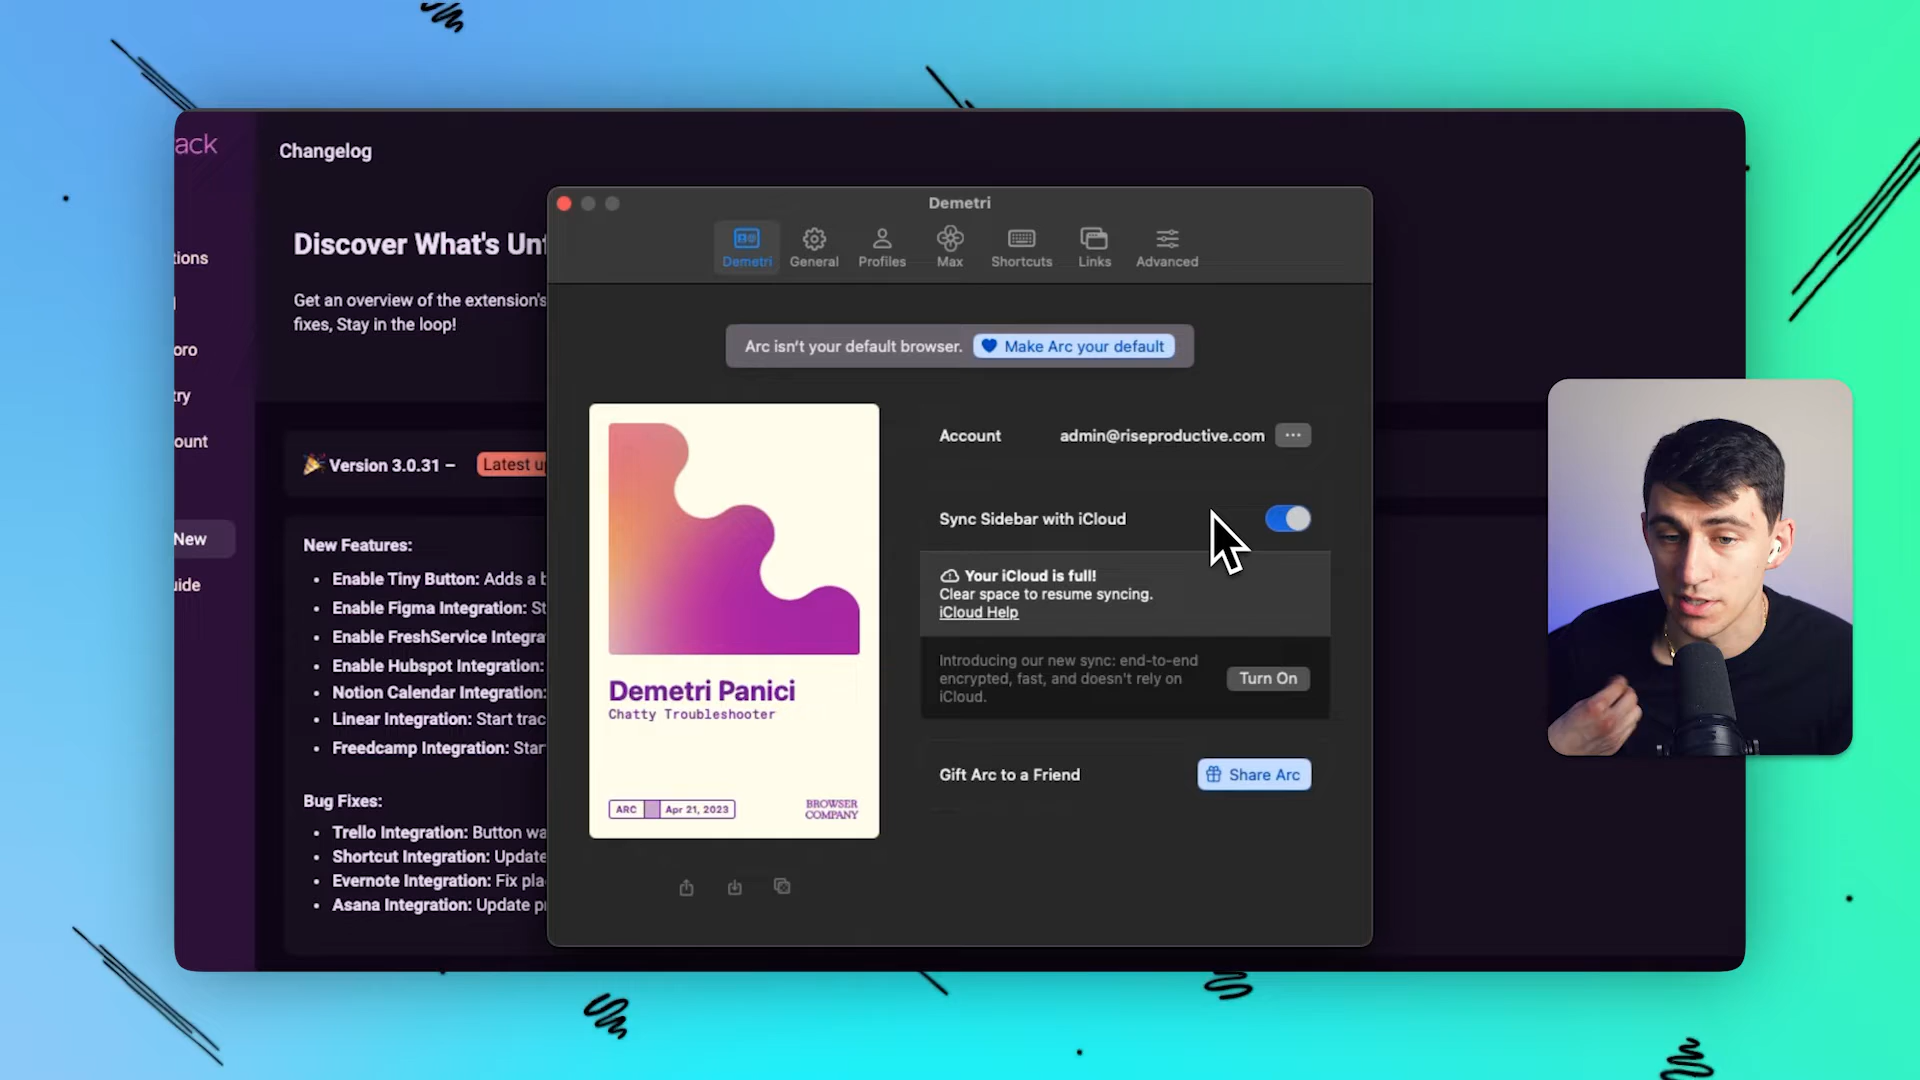 ack
Changelog
Demetri
Demetri
General
Profiles
Max
Shortcuts
Links
Advanced
Discover What's Unf
tions
Get an overview of the extension's
fixes, Stay in the loop!
oro
Arc isn't your default browser.
Make Arc your default
try
ount
Account
admin@riseproductive.com
Version 3.0.31 –
Latest u
New
uide
Sync Sidebar with iCloud
Your iCloud is full!
Clear space to resume syncing.
iCloud Help
Introducing our new sync: end-to-end
encrypted, fast, and doesn't rely on
iCloud.
Turn On
New Features:
• Enable Tiny Button: Adds a b
• Enable Figma Integration: St
• Enable FreshService Integra
• Enable Hubspot Integration:
• Notion Calendar Integration:
• Linear Integration: Start trac
• Freedcamp Integration: Star
Demetri Panici
Chatty Troubleshooter
Gift Arc to a Friend
Share Arc
ARC
Apr 21, 2023
BROWSER
COMPANY
Bug Fixes:
• Trello Integration: Button wa
• Shortcut Integration: Update
• Evernote Integration: Fix pla
• Asana Integration: Update p